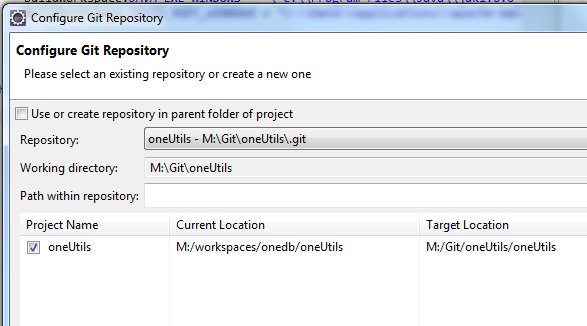 Configure Git Repository
Configure Git Repository
Please select an existing repository or create a new one
Use or create repository in parent folder of project
Repository: oneUtils - M:\Git\oneUtils\.git
Working directory: M:\Git\oneUtils
Path within repository:
Project Name Current Location Target Location
oneUtils M:/workspaces/onedb/oneUtils M:/Git/oneUtils/oneUtils